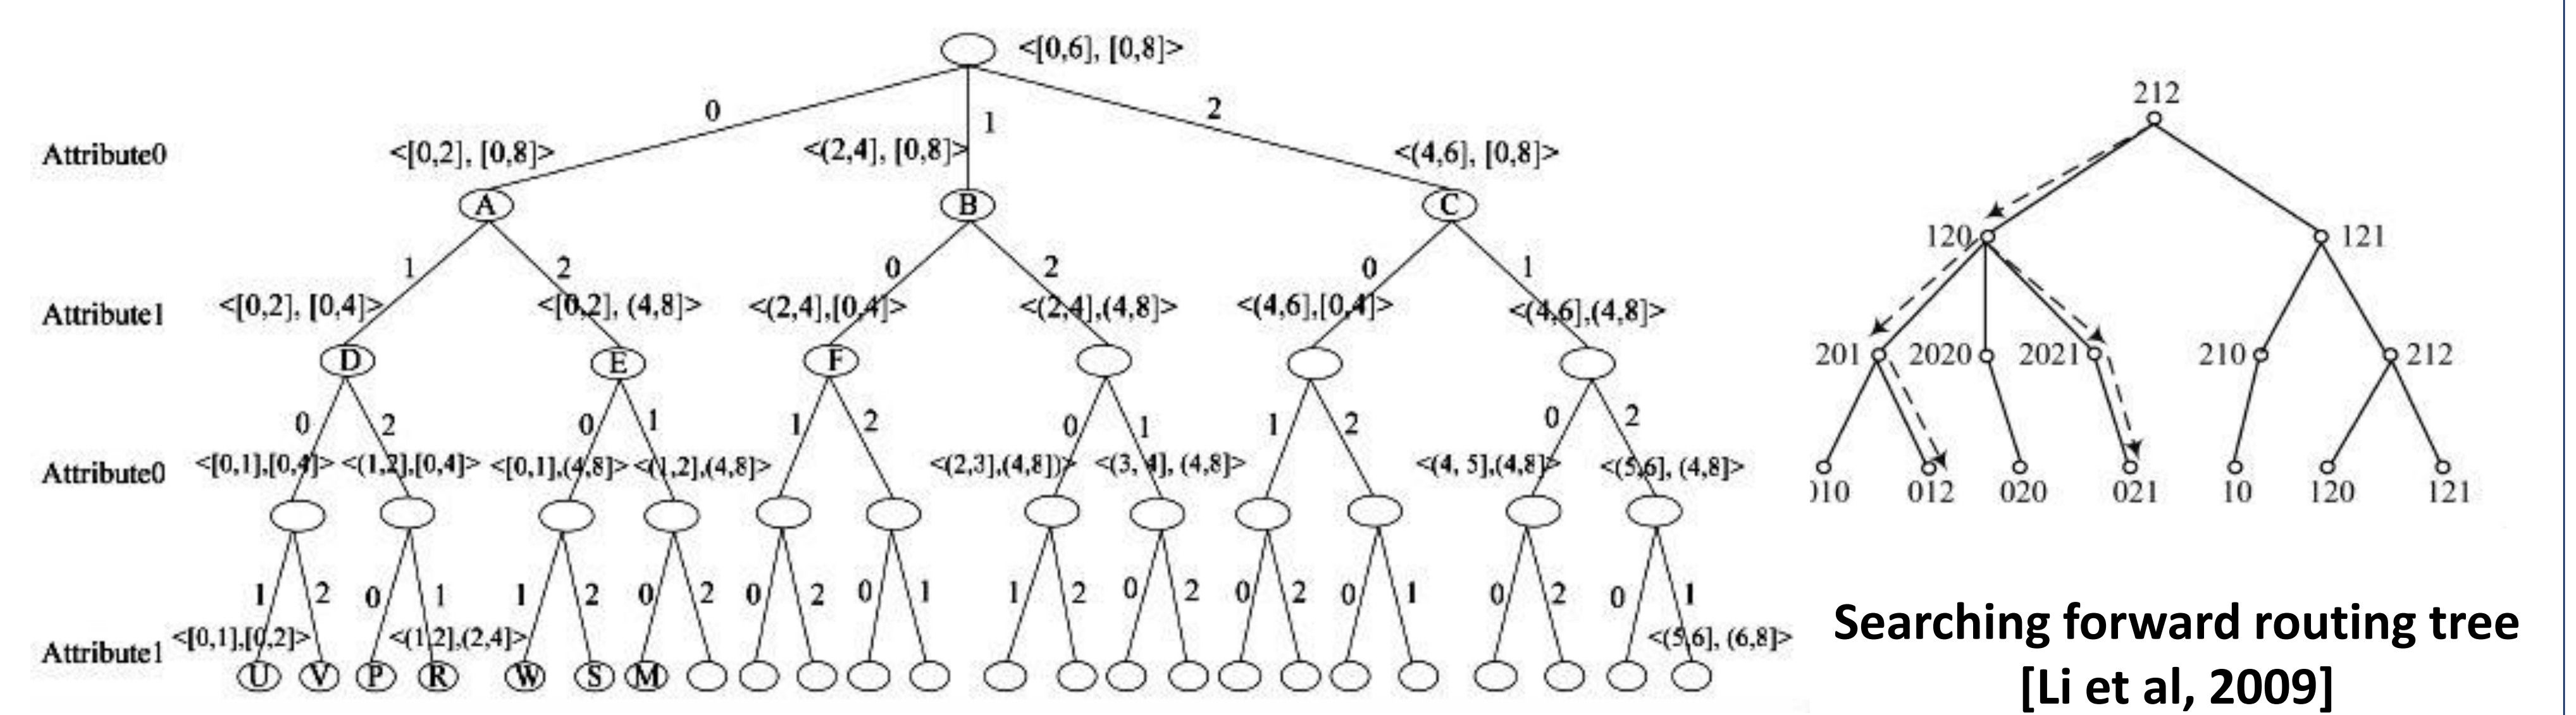 <[0,6], [0,8]>
0 1 2
Attribute0 <[0,2], [0,8]> <(2,4], [0,8]> <(4,6], [0,8]>
A B C
1 2 0 2 0 1
Attribute1 <[0,2], [0,4]> <[0,2], (4,8]> <(2,4],[0,4]> <(2,4],(4,8]> <(4,6],[0,4]> <(4,6],(4,8]>
D E F
0 2 0 1 1 2 0 1 1 2 0 2
Attribute0 <[0,1],[0,4]> <(1,2],[0,4]> <[0,1],(4,8]> <(1,2],(4,8]> <(2,3],(4,8])> <(3, 4], (4,8]> <(4, 5],(4,8]> <(5,6], (4,8]>
1 2 0 1 1 2 0 2 0 2 0 1 1 2 0 2 0 2 0 1 0 2 0 1
Attribute1 <[0,1],[0,2]> <(1,2],(2,4]> <(5,6], (6,8]>
U V P R W S M
212
120 121
201 2020 2021 210 212
010 012 020 021 10 120 121
Searching forward routing tree
[Li et al, 2009]